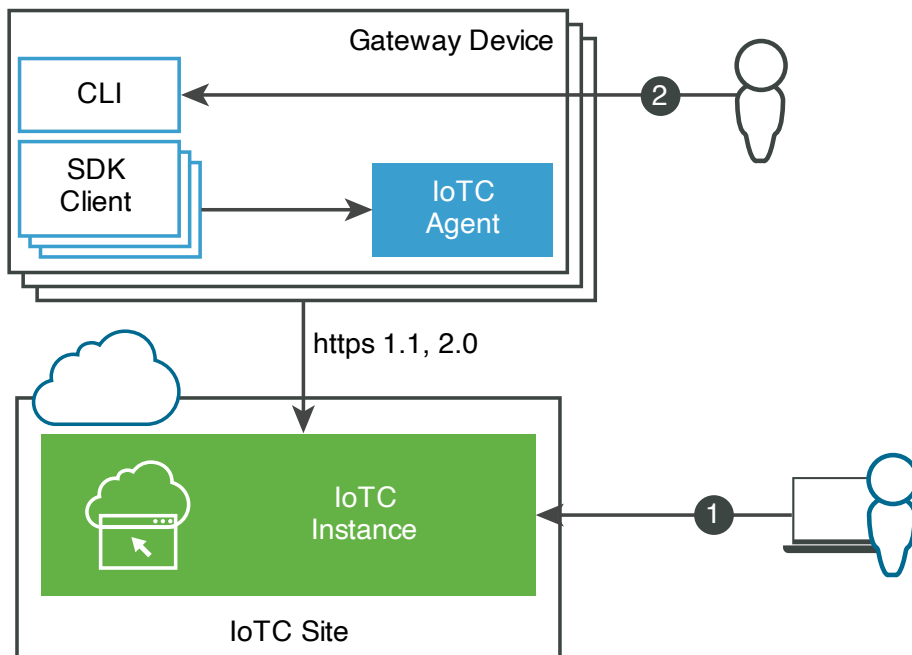 Gateway Device
CLI
2
SDK
Client
IoTC
Agent
https 1.1, 2.0
IoTC
Instance
1
IoTC Site